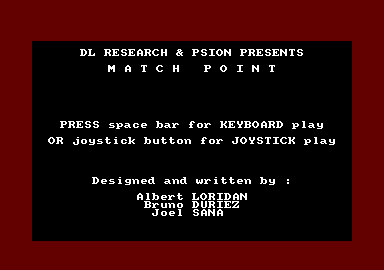 DL RESEARCH & PSION PRESENTS
M A T C H P O I N T
PRESS space bar for KEYBOARD play
OR joystick button for JOYSTICK play
Designed and written by :
Albert LORIDAN
Bruno DURIEZ
Joel SANA